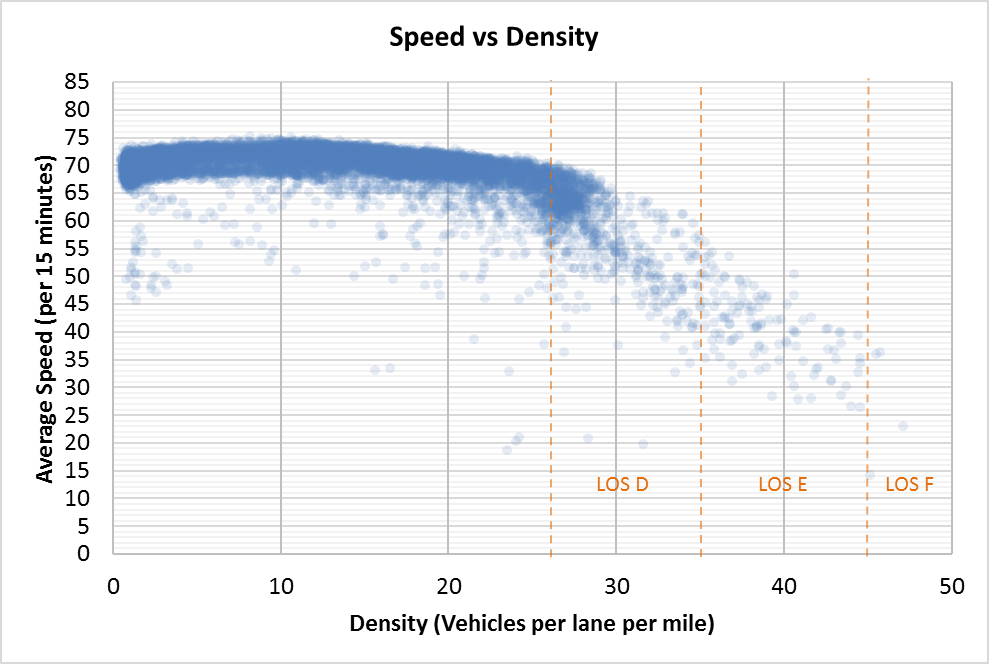 Speed vs Density
Average Speed (per 15 minutes)
85
80
75
70
65
60
55
50
45
40
35
30
25
20
15
10
5
0
LOS D
LOS E
LOS F
0 10 20 30 40 50
Density (Vehicles per lane per mile)